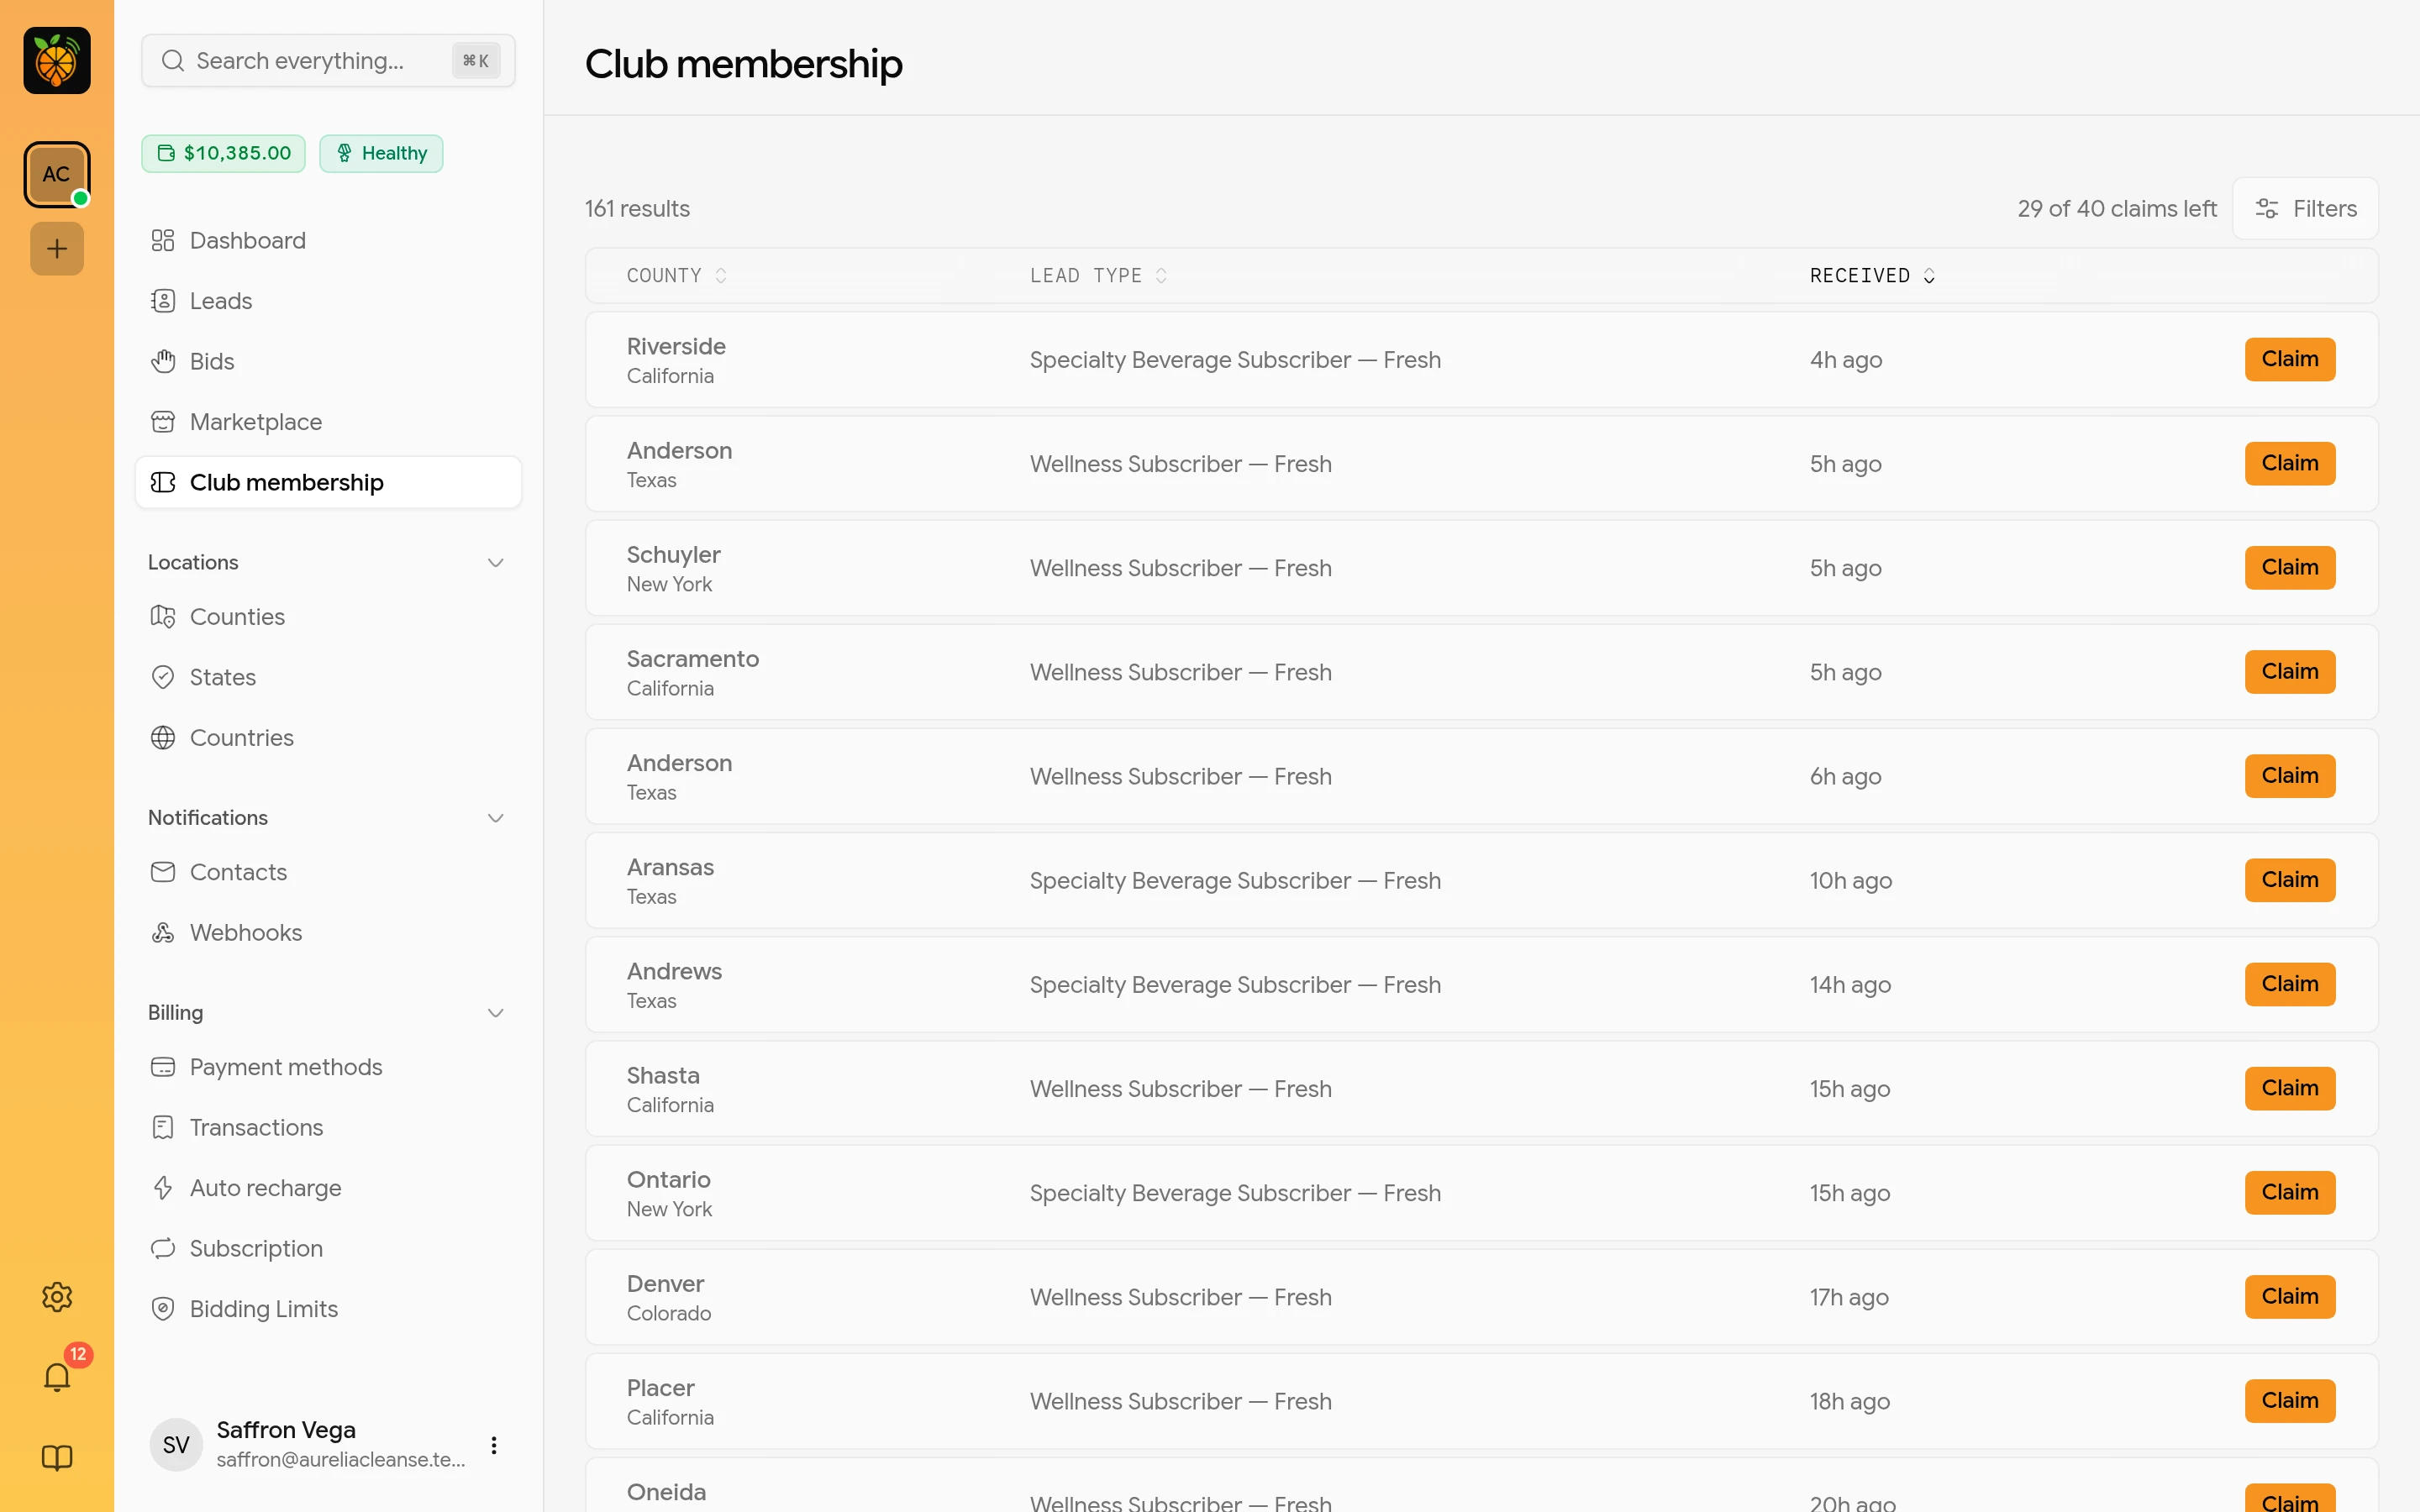 Search everything... ⌘K
$10,385.00 Healthy
AC
Dashboard
Leads
Bids
Marketplace
Club membership
Locations
Counties
States
Countries
Notifications
Contacts
Webhooks
Billing
Payment methods
Transactions
Auto recharge
Subscription
Bidding Limits
12
SV
Saffron Vega
saffron@aureliacleanse.te...
Club membership
161 results
29 of 40 claims left Filters
COUNTY LEAD TYPE RECEIVED
Riverside
California
Specialty Beverage Subscriber — Fresh 4h ago Claim
Anderson
Texas
Wellness Subscriber — Fresh 5h ago Claim
Schuyler
New York
Wellness Subscriber — Fresh 5h ago Claim
Sacramento
California
Wellness Subscriber — Fresh 5h ago Claim
Anderson
Texas
Wellness Subscriber — Fresh 6h ago Claim
Aransas
Texas
Specialty Beverage Subscriber — Fresh 10h ago Claim
Andrews
Texas
Specialty Beverage Subscriber — Fresh 14h ago Claim
Shasta
California
Wellness Subscriber — Fresh 15h ago Claim
Ontario
New York
Specialty Beverage Subscriber — Fresh 15h ago Claim
Denver
Colorado
Wellness Subscriber — Fresh 17h ago Claim
Placer
California
Wellness Subscriber — Fresh 18h ago Claim
Oneida
Wellness Subscriber — Fresh 20h ago Claim